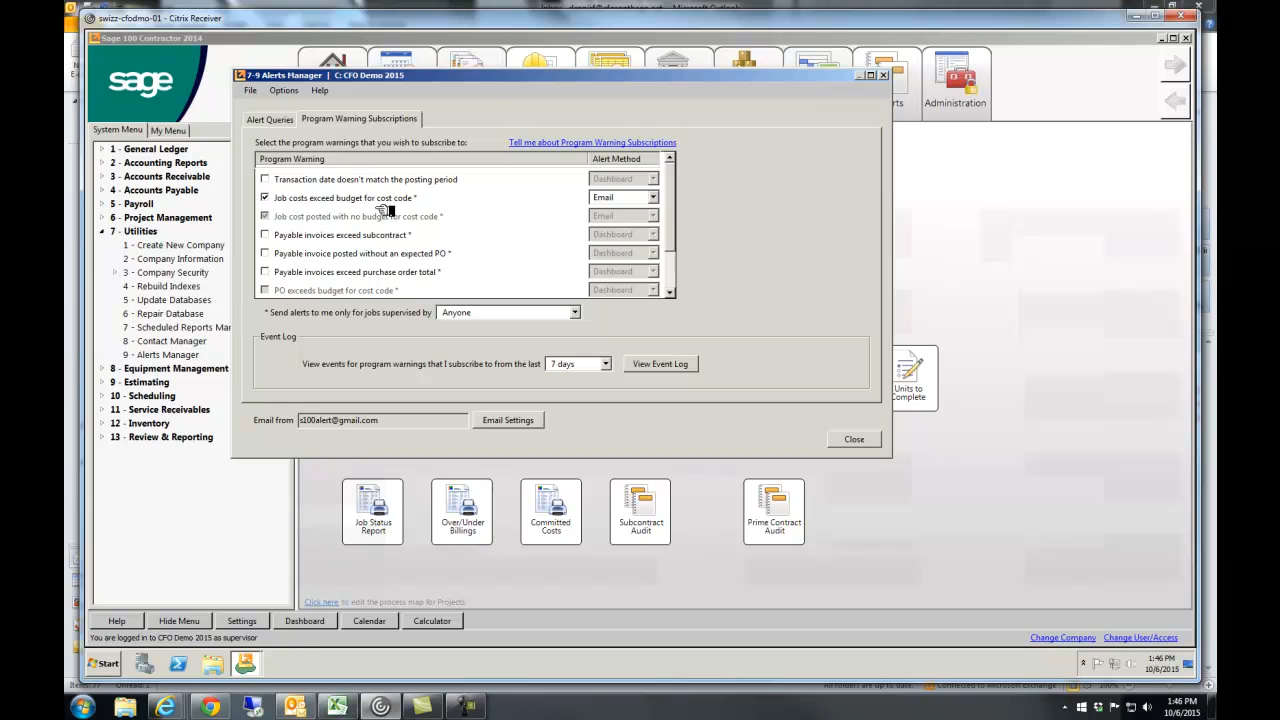 swizz-cfodmo-01 - Citrix Receiver
Sage 100 Contractor 2014
sage
Administration
7-9 Alerts Manager | C: CFO Demo 2015
File Options Help
System Menu My Menu
1 - General Ledger
2 - Accounting Reports
3 - Accounts Receivable
4 - Accounts Payable
5 - Payroll
6 - Project Management
7 - Utilities
1 - Create New Company
2 - Company Information
3 - Company Security
4 - Rebuild Indexes
5 - Update Databases
6 - Repair Database
7 - Scheduled Reports Ma
8 - Contact Manager
9 - Alerts Manager
8 - Equipment Management
9 - Estimating
10 - Scheduling
11 - Service Receivables
12 - Inventory
13 - Review & Reporting
Alert Queries Program Warning Subscriptions
Select the program warnings that you wish to subscribe to: Tell me about Program Warning Subscriptions
Program Warning Alert Method
Transaction date doesn't match the posting period Dashboard
Job costs exceed budget for cost code * Email
Job cost posted with no budget for cost code * Email
Payable invoices exceed subcontract * Dashboard
Payable invoice posted without an expected PO * Dashboard
Payable invoices exceed purchase order total * Dashboard
PO exceeds budget for cost code * Dashboard
* Send alerts to me only for jobs supervised by Anyone
Event Log
View events for program warnings that I subscribe to from the last 7 days View Event Log
Email from s100alert@gmail.com Email Settings
Close
Units to
Complete
Job Status
Report
Over/Under
Billings
Committed
Costs
Subcontract
Audit
Prime Contract
Audit
Click here to edit the process map for Projects
Help Hide Menu Settings Dashboard Calendar Calculator
You are logged in to CFO Demo 2015 as supervisor Change Company Change User/Access
Start
1:46 PM
10/6/2015
1:46 PM
10/6/2015